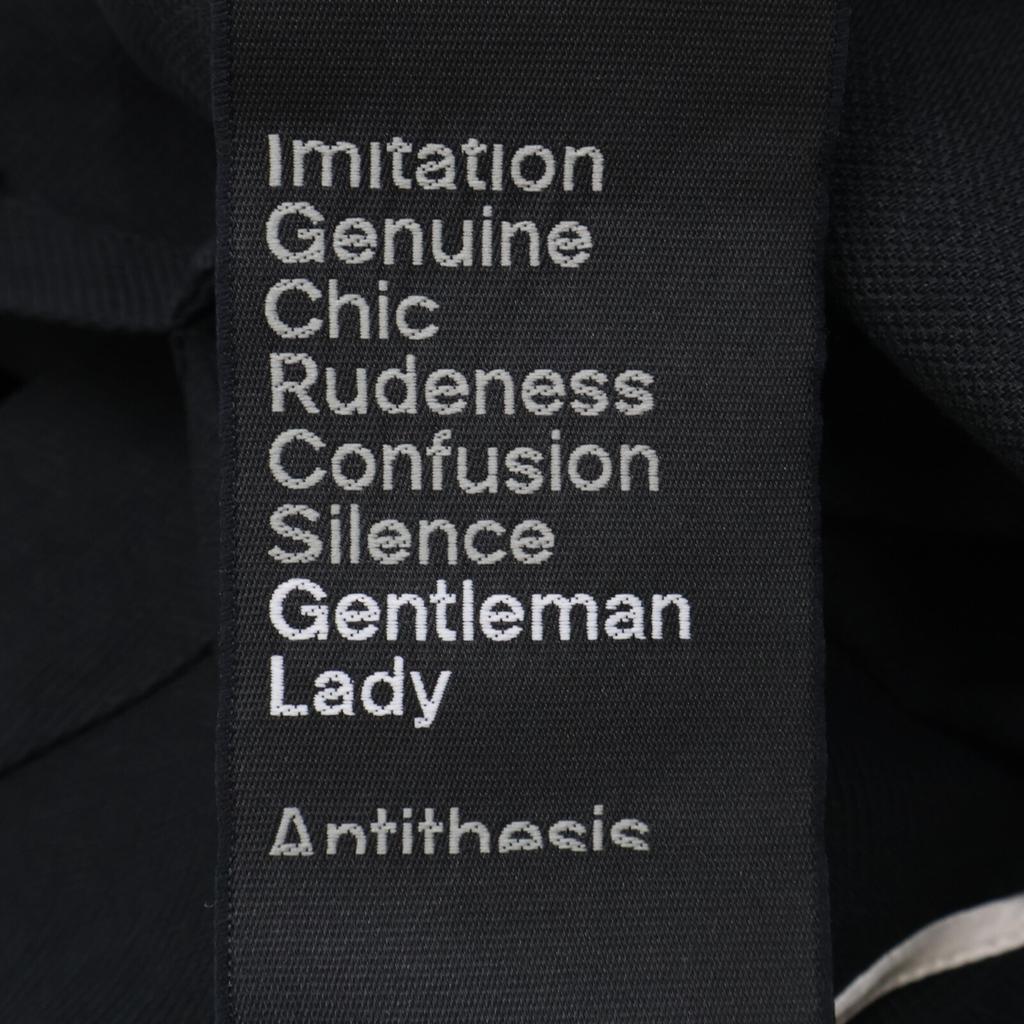 Imitation
Genuine
Chic
Rudeness
Confusion
Silence
Gentleman
Lady
Antithesis